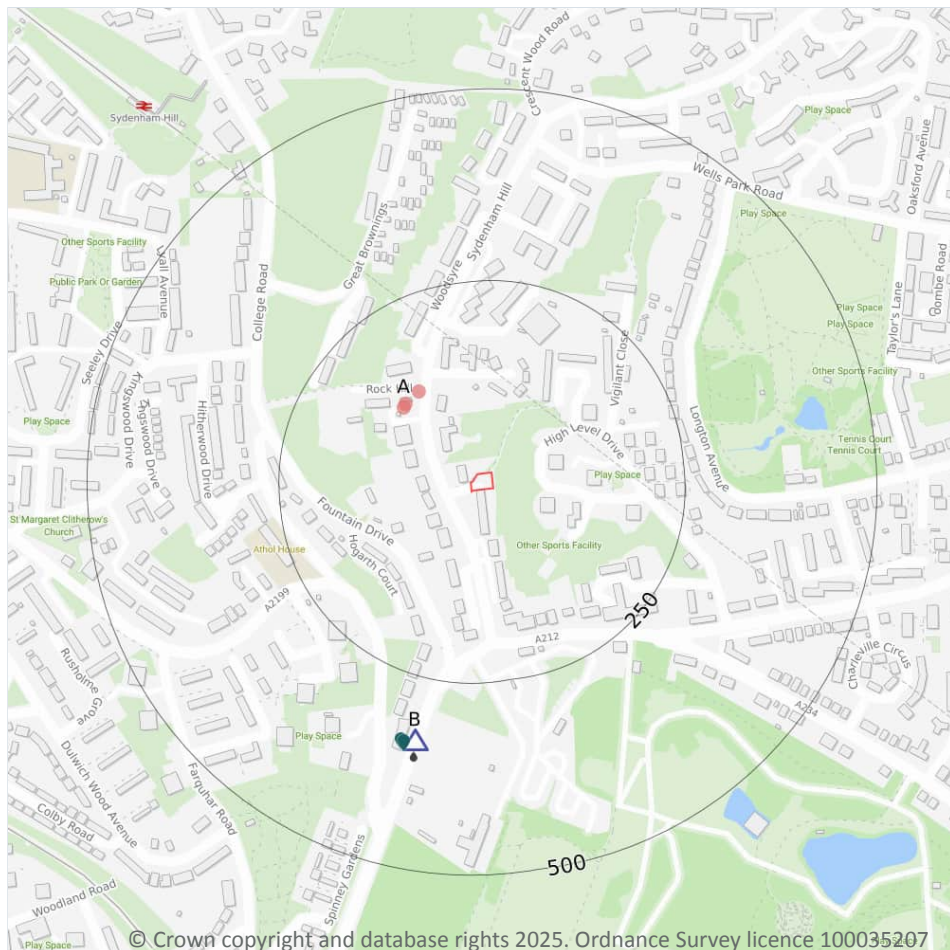 Crescent Wood Road
Sydenham Hill
Play Space
Oaksford Avenue
Wells Park Road
Play Space
Other Sports Facility
Public Park Or Garden
Lyall Avenue
College Road
Great Brownings
Woodsyre
Sydenham Hill
Coombe Road
Taylor's Lane
Play Space
Play Space
Other Sports Facility
Seeley Drive
Kingswood Drive
Kingswood Drive
Hitherwood Drive
Rock
A
Vigilant Close
Play Space
High Level Drive
Longton Avenue
Tennis Court
Tennis Court
Play Space
St Margaret Clitherow's
Church
Fountain Drive
Hogarth Court
Athol House
A2199
Other Sports Facility
250
A212
Charleville Circus
A234
Rusholme Grove
B
Play Space
Dulwich Wood Avenue
Farquhar Road
Colby Road
Spinney Gardens
500
Woodland Road
Play Space
© Crown copyright and database rights 2025. Ordnance Survey licence 100035207